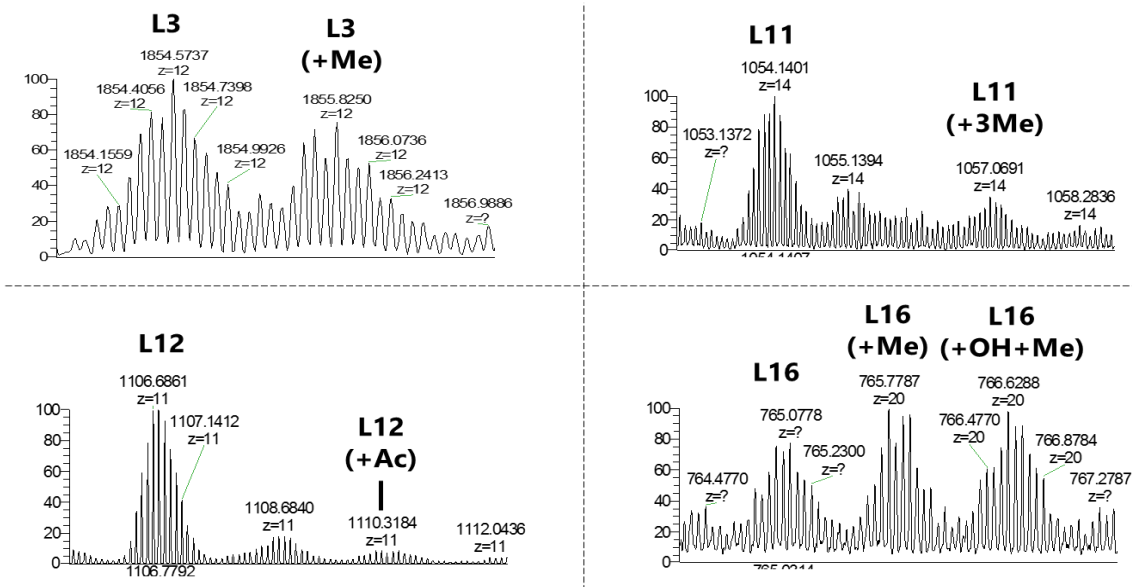 L3
L3
(+Me)
1854.5737
z=12
1854.4056
z=12
1854.7398
z=12
1854.1559
z=12
1854.9926
z=12
1855.8250
z=12
1856.0736
z=12
1856.2413
z=12
1856.9886
z=?
100
80
60
40
20
0
L11
L11
(+3Me)
1054.1401
z=14
1053.1372
z=?
1055.1394
z=14
1057.0691
z=14
1058.2836
z=14
100
80
60
40
20
0
L12
L12
(+Ac)
1106.6861
z=11
1107.1412
z=11
1108.6840
z=11
1110.3184
z=11
1112.0436
z=11
100
80
60
40
20
0
1106.7792
L16
L16
(+Me)
L16
(+OH+Me)
765.0778
z=?
764.4770
z=?
765.2300
z=?
765.7787
z=20
766.6288
z=20
766.4770
z=20
766.8784
z=20
767.2787
z=?
100
80
60
40
20
0